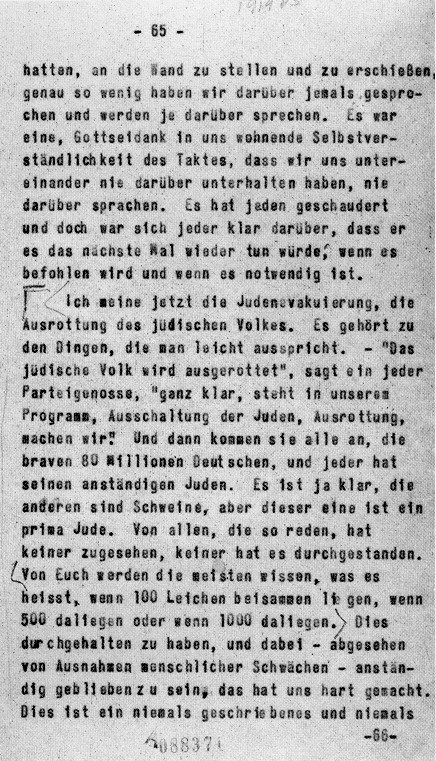 - 65 -
hatten, an die Wand zu stellen und zu erschießen,
genau so wenig haben wir darüber jemals gespro-
chen und werden je darüber sprechen. Es war
eine, Gottseidank in uns wohnende Selbstver-
ständlichkeit des Taktes, dass wir uns unter-
einander nie darüber unterhalten haben, nie
darüber sprachen. Es hat jeden geschaudert
und doch war sich jeder klar darüber, dass er
es das nächste Mal wieder tun würde, wenn es
befohlen wird und wenn es notwendig ist.
Ich meine jetzt die Judenevakuierung, die
Ausrottung des jüdischen Volkes. Es gehört zu
den Dingen, die man leicht ausspricht. - "Das
jüdische Volk wird ausgerottet", sagt ein jeder
Parteigenosse, "ganz klar, steht in unserem
Programm, Ausschaltung der Juden, Ausrottung,
machen wir." Und dann kommen sie alle an, die
braven 80 Millionen Deutschen, und jeder hat
seinen anständigen Juden. Es ist ja klar, die
anderen sind Schweine, aber dieser eine ist ein
prima Jude. Von allen, die so reden, hat
keiner zugesehen, keiner hat es durchgestanden.
Von Euch werden die meisten wissen, was es
heisst, wenn 100 Leichen beisammen liegen, wenn
500 daliegen oder wenn 1000 daliegen. Dies
durchgehalten zu haben, und dabei - abgesehen
von Ausnahmen menschlicher Schwächen - anstän-
dig geblieben zu sein, das hat uns hart gemacht.
Dies ist ein niemals geschriebenes und niemals
-66-